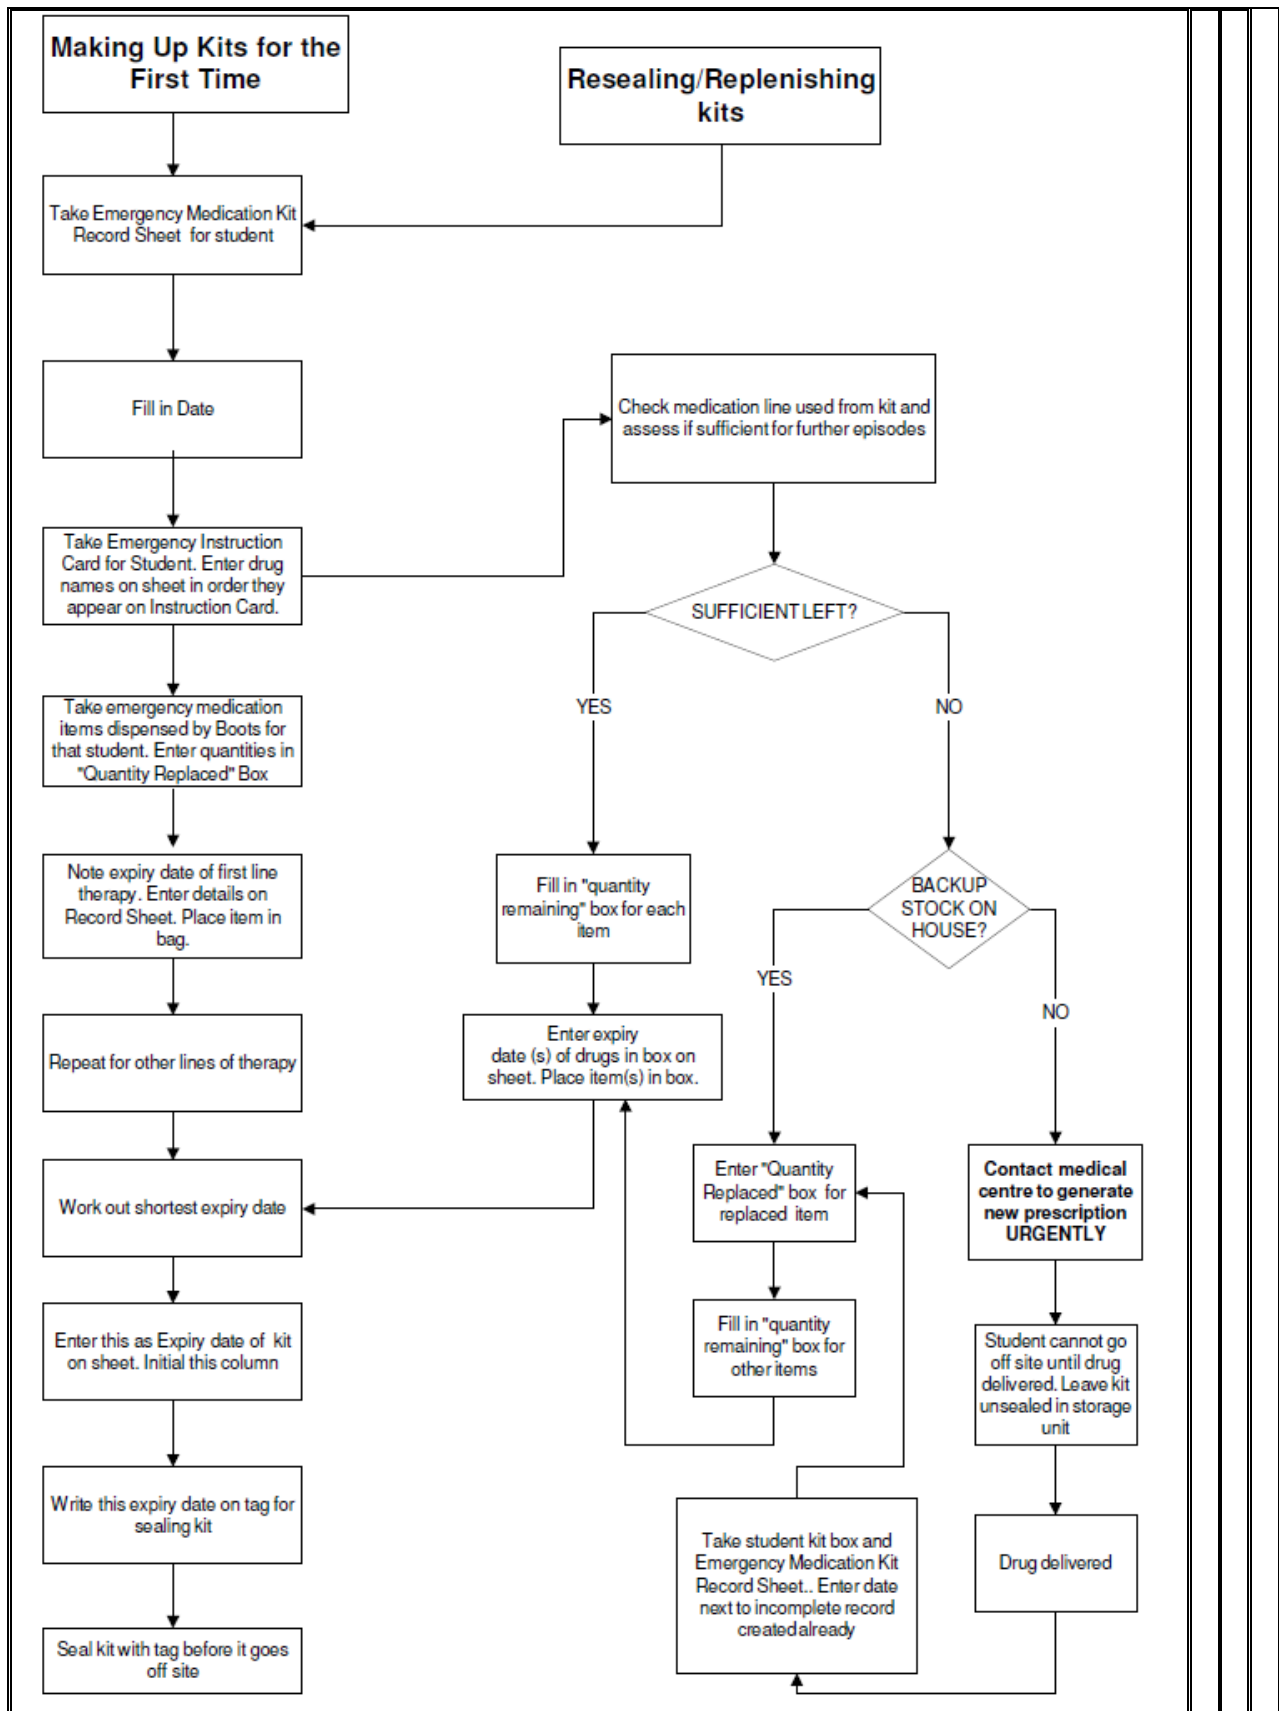 Making Up Kits for the
First Time
Resealing/Replenishing
kits
Take Emergency Medication Kit
Record Sheet for student
Fill in Date
Check medication line used from kit and
assess if sufficient for further episodes
Take Emergency Instruction
Card for Student. Enter drug
names on sheet in order they
appear on Instruction Card.
SUFFICIENT LEFT?
YES
NO
Take emergency medication
items dispensed by Boots for
that student. Enter quantities in
"Quantity Replaced" Box
Note expiry date of first line
therapy. Enter details on
Record Sheet. Place item in
bag.
Fill in "quantity
remaining" box for each
item
BACKUP
STOCK ON
HOUSE?
YES
NO
Repeat for other lines of therapy
Enter expiry
date (s) of drugs in box on
sheet. Place item(s) in box.
Work out shortest expiry date
Enter "Quantity
Replaced" box for
replaced item
Contact medical
centre to generate
new prescription
URGENTLY
Enter this as Expiry date of kit
on sheet. Initial this column
Fill in "quantity
remaining" box for
other items
Student cannot go
off site until drug
delivered. Leave kit
unsealed in storage
unit
Write this expiry date on tag for
sealing kit
Take student kit box and
Emergency Medication Kit
Record Sheet.. Enter date
next to incomplete record
created already
Drug delivered
Seal kit with tag before it goes
off site